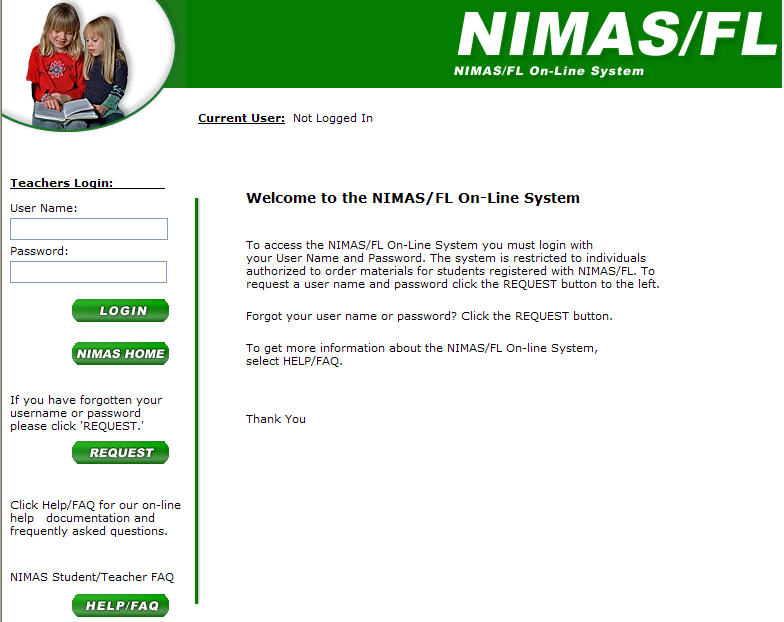 NIMAS/FL
NIMAS/FL On-Line System
Current User: Not Logged In
Teachers Login:
User Name:
Password:
LOGIN
NIMAS HOME
If you have forgotten your
username or password
please click 'REQUEST.'
REQUEST
Click Help/FAQ for our on-line
help documentation and
frequently asked questions.
NIMAS Student/Teacher FAQ
HELP/FAQ
Welcome to the NIMAS/FL On-Line System
To access the NIMAS/FL On-Line System you must login with
your User Name and Password. The system is restricted to individuals
authorized to order materials for students registered with NIMAS/FL. To
request a user name and password click the REQUEST button to the left.
Forgot your user name or password? Click the REQUEST button.
To get more information about the NIMAS/FL On-line System,
select HELP/FAQ.
Thank You